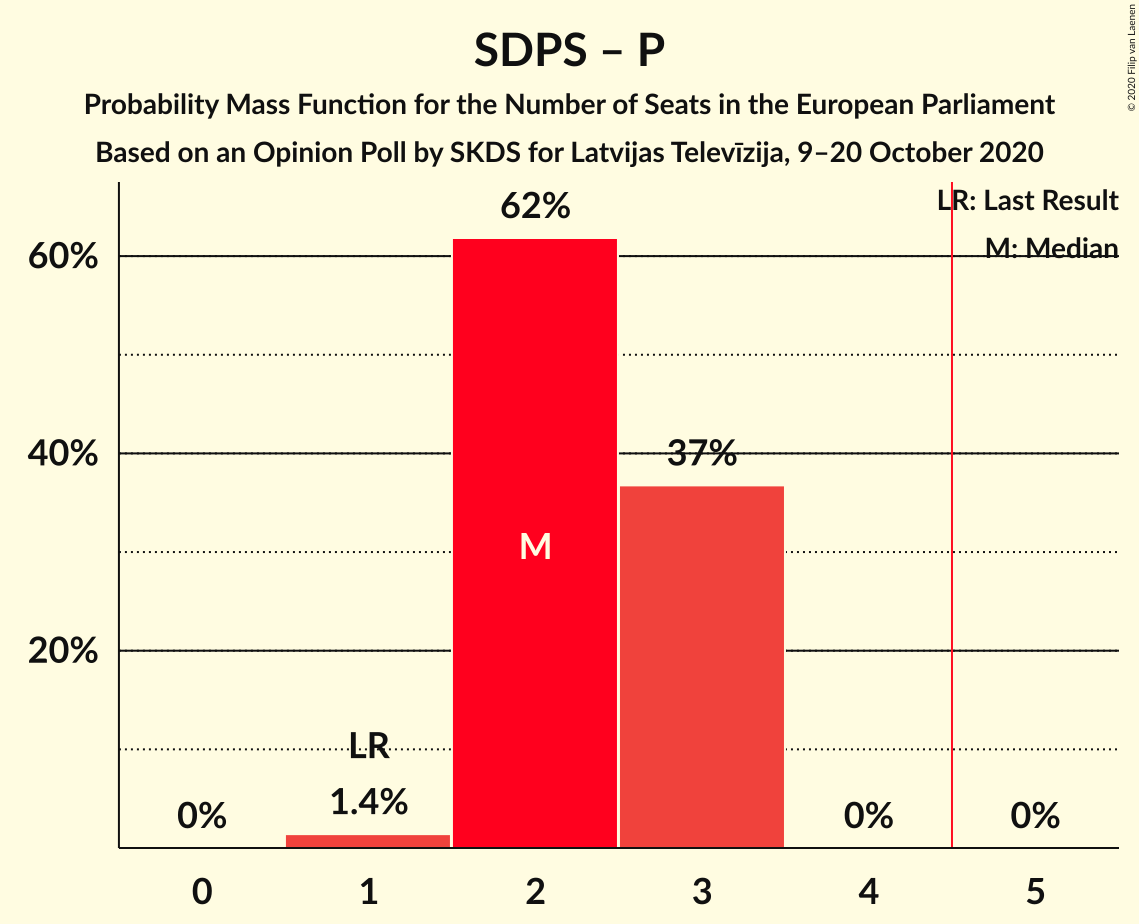 SDPS – P
Probability Mass Function for the Number of Seats in the European Parliament
Based on an Opinion Poll by SKDS for Latvijas Televīzija, 9–20 October 2020
© 2020 Filip van Laenen
LR: Last Result
M: Median
62%
60%
40%
37%
M
20%
LR
1.4%
0%
0%
0%
0 1 2 3 4 5